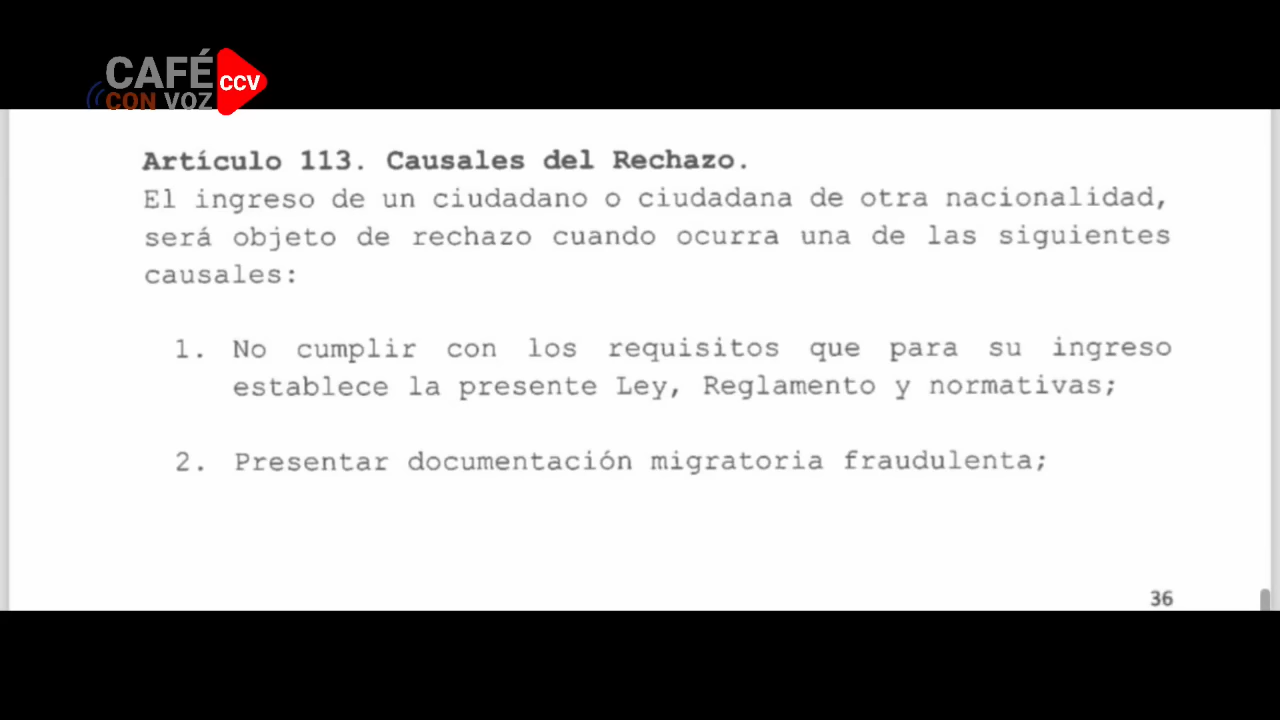 CAFÉ
CON VOZ
CCV
Artículo 113. Causales del Rechazo.
El ingreso de un ciudadano o ciudadana de otra nacionalidad,
será objeto de rechazo cuando ocurra una de las siguientes
causales:
1. No cumplir con los requisitos que para su ingreso
establece la presente Ley, Reglamento y normativas;
2. Presentar documentación migratoria fraudulenta;
36